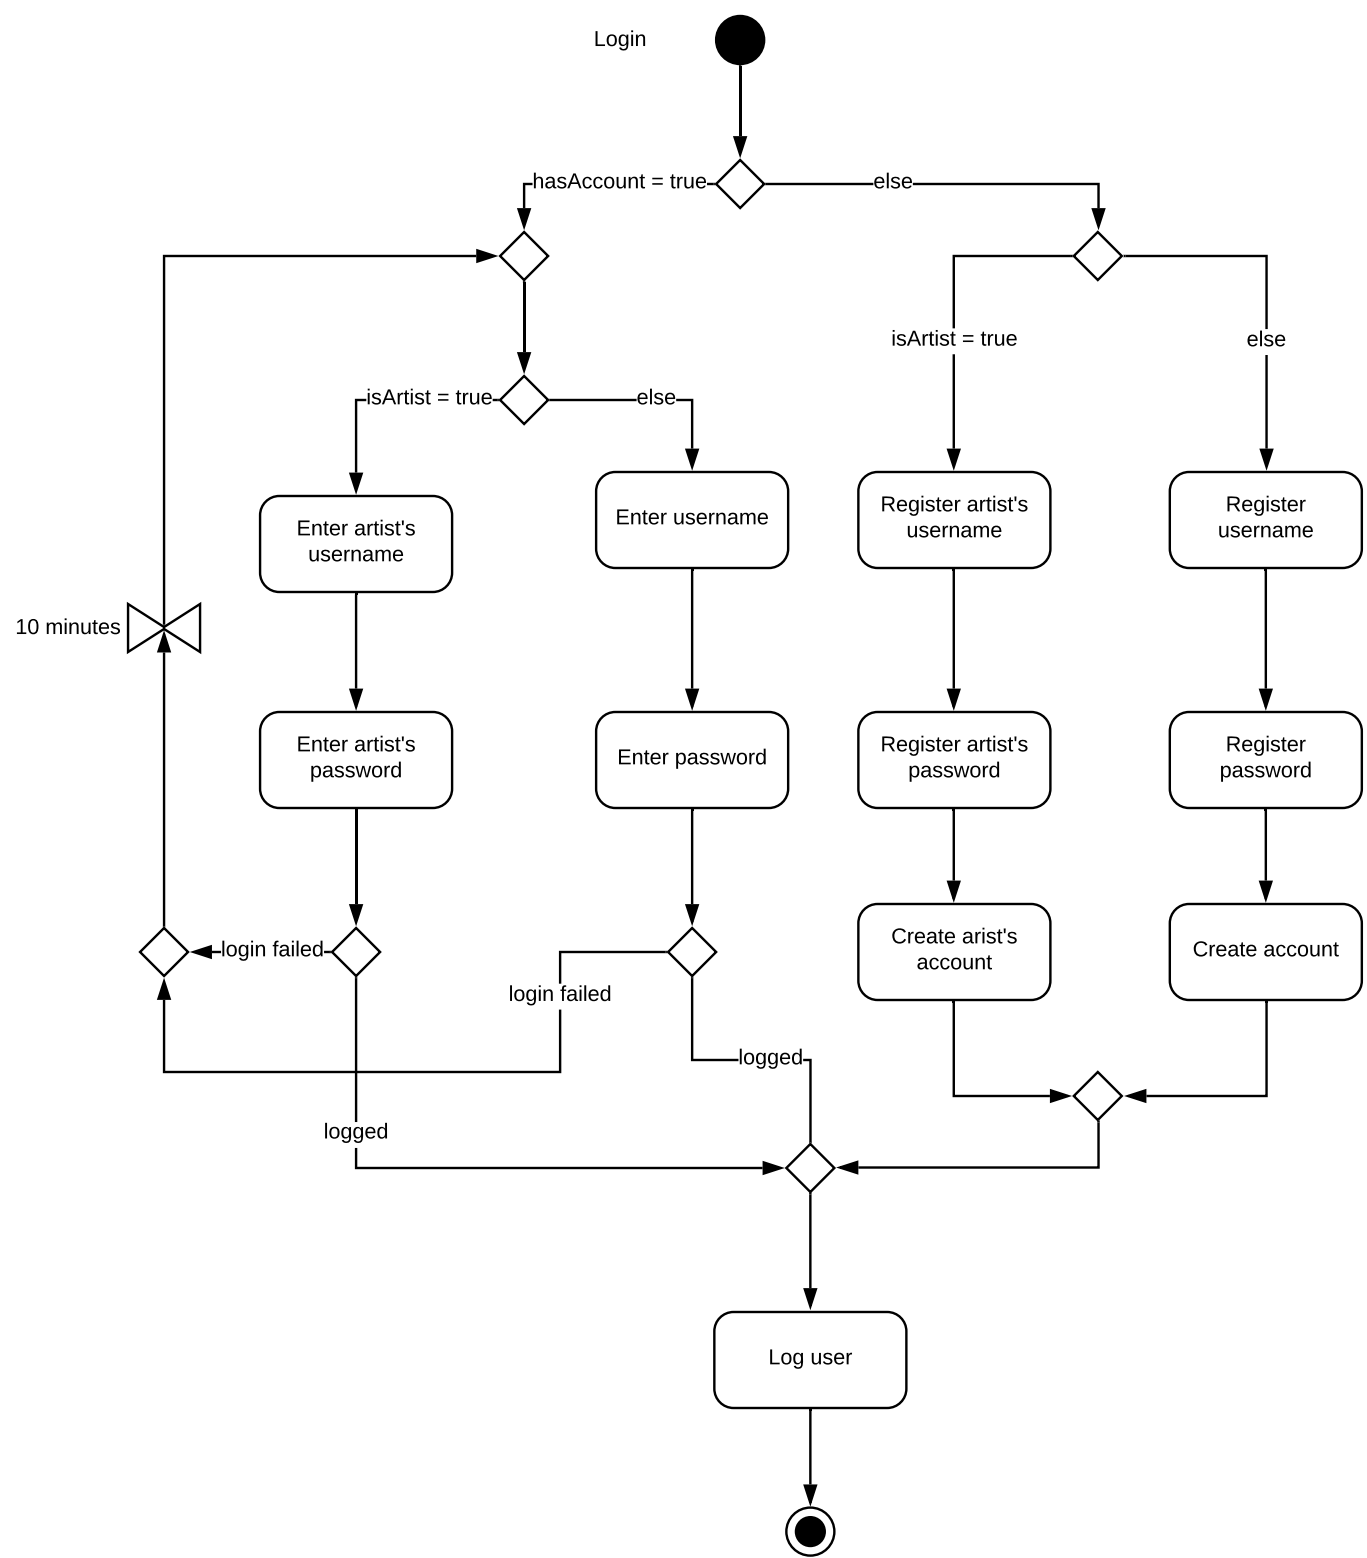 Login
hasAccount = true
else
isArtist = true
else
isArtist = true
else
Enter artist's
username
Enter username
Register artist's
username
Register
username
10 minutes
Enter artist's
password
Enter password
Register artist's
password
Register
password
login failed
login failed
Create arist's
account
Create account
logged
logged
Log user